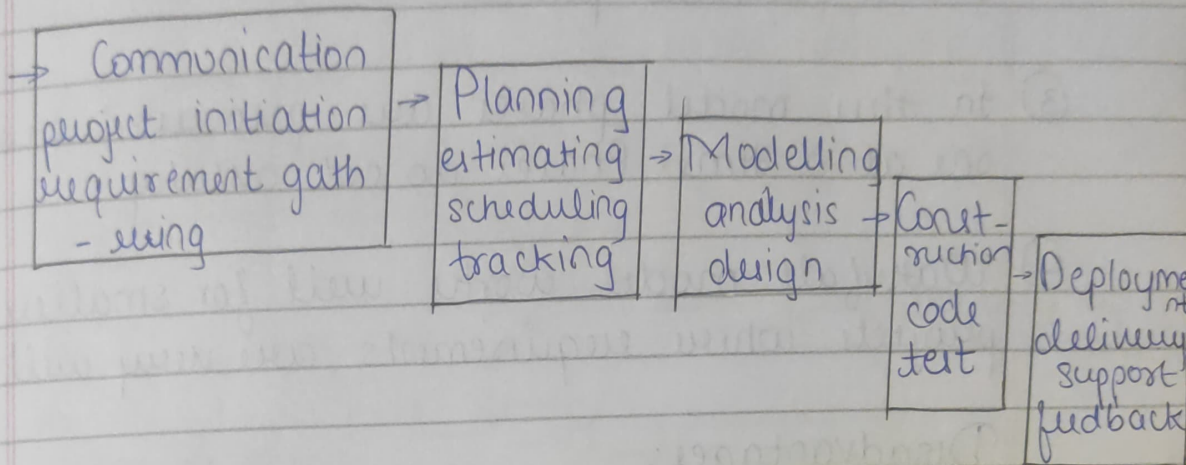 Communication
project initiation
requirement gath
- ering
Planning
estimating
scheduling
tracking
Modelling
analysis
design
Const-
ruction
code
test
Deployme
nt
delivery
support
feedback